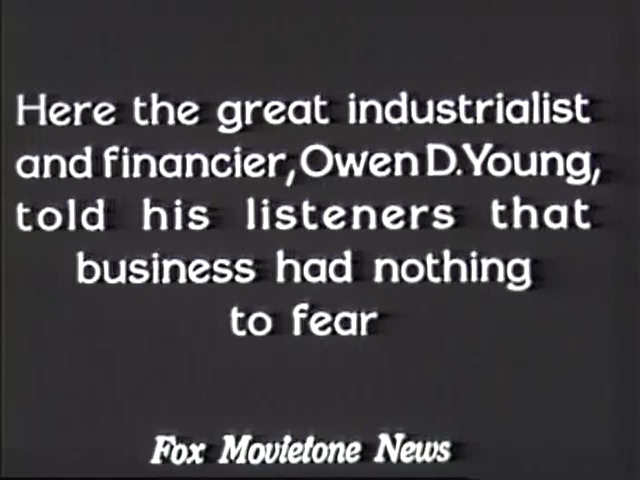 Here the great industrialist
and financier, Owen D. Young,
told his listeners that
business had nothing
to fear
Fox Movietone News